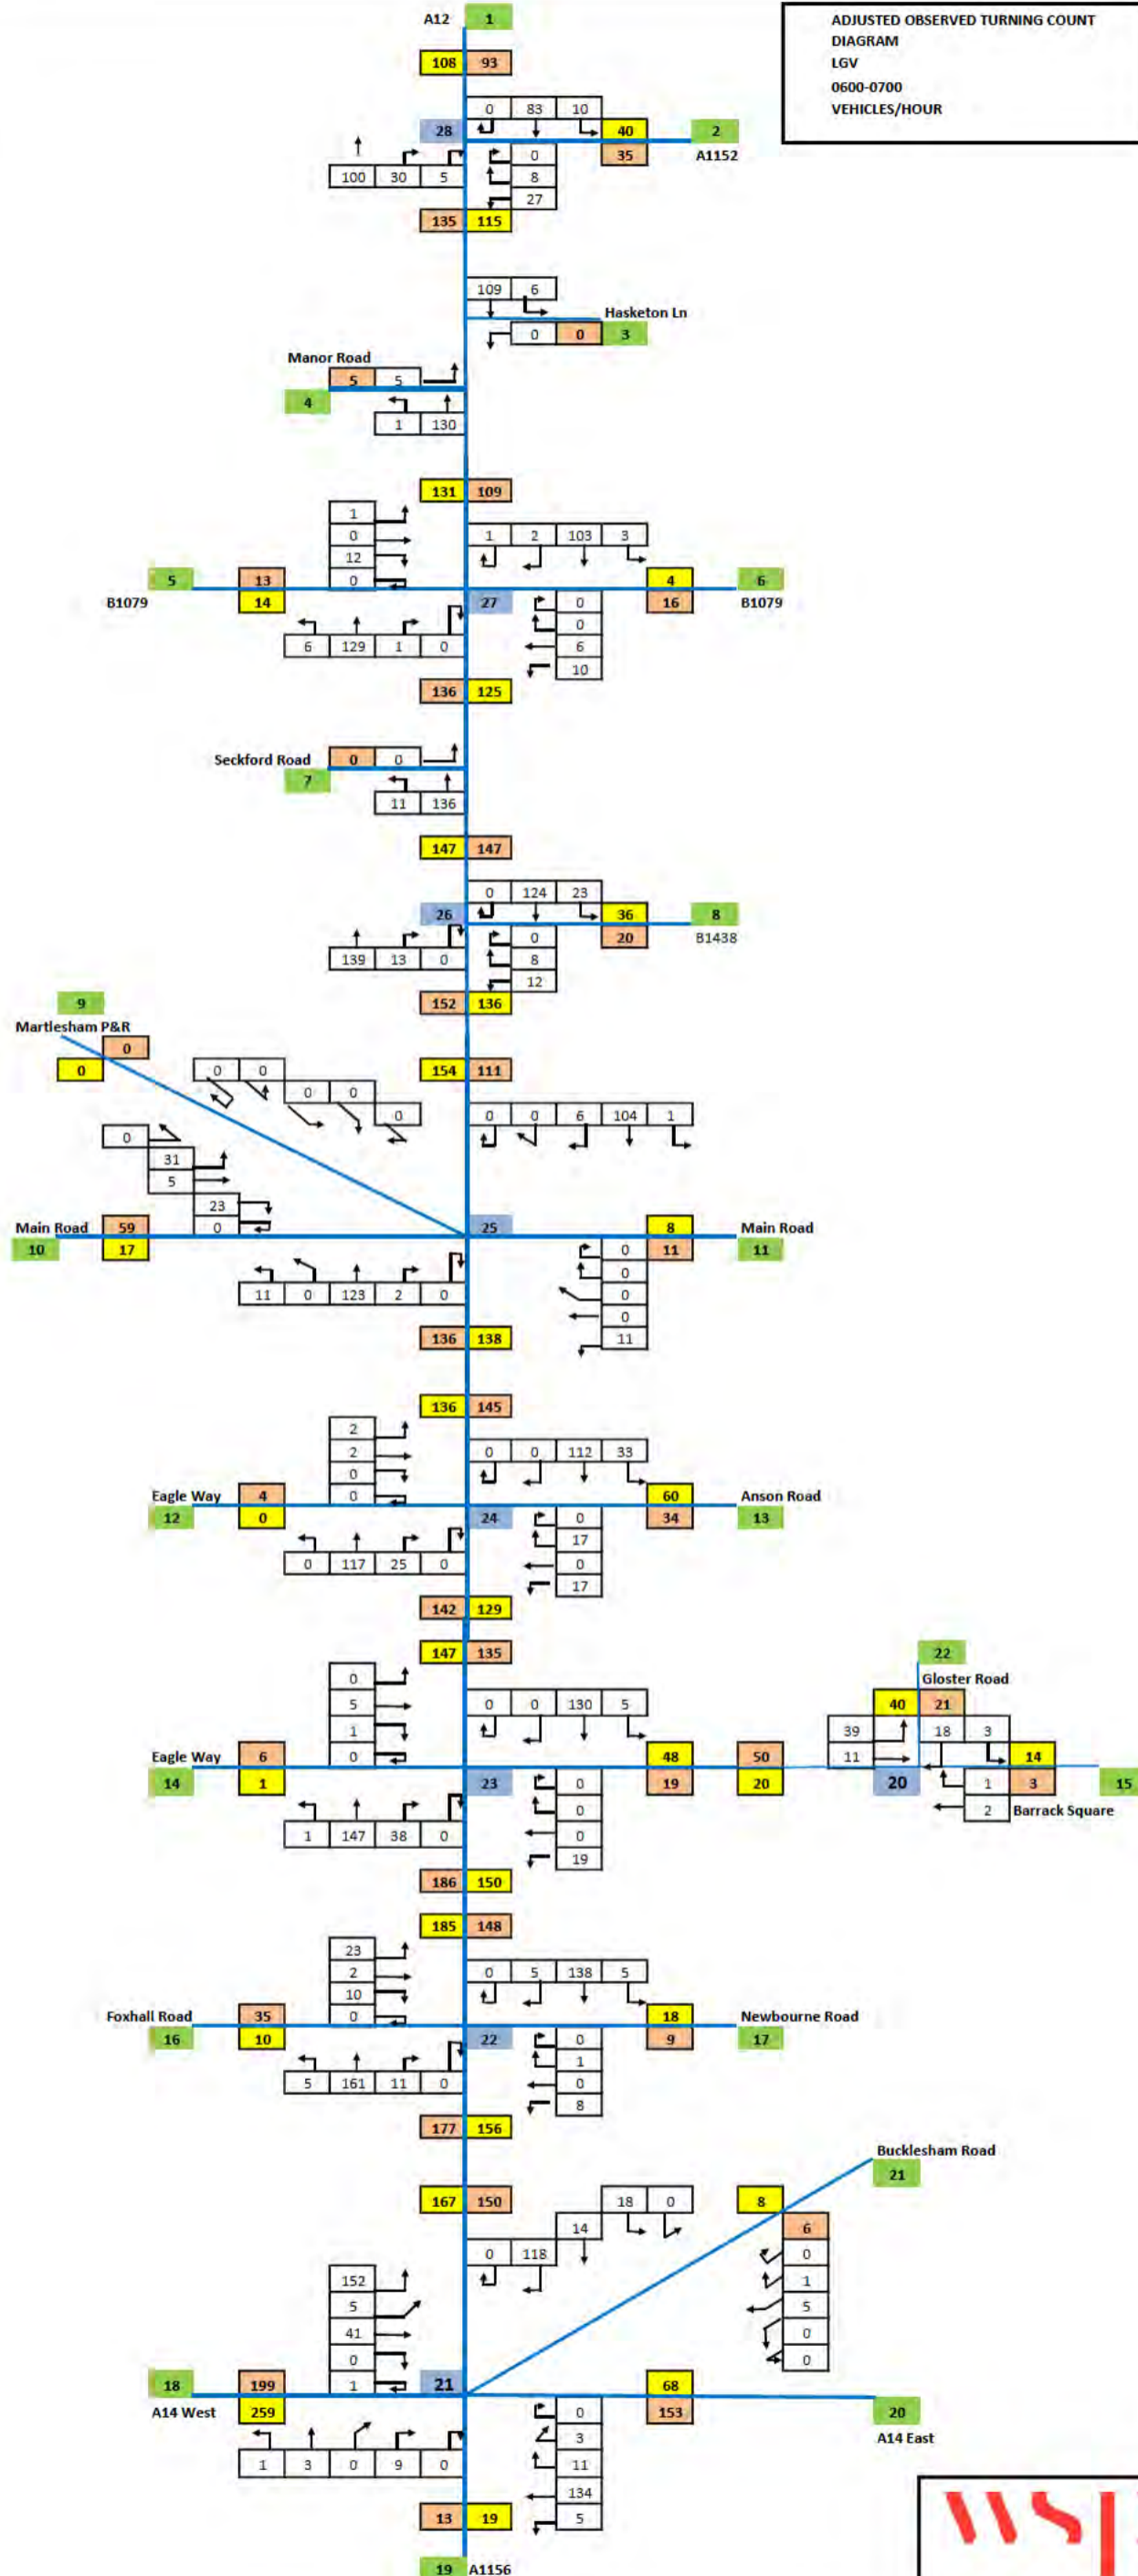 A12 1
ADJUSTED OBSERVED TURNING COUNT
DIAGRAM
LGV
0600-0700
VEHICLES/HOUR
108 93
0 83 10
28 40 2
0 35 A1152
100 30 5 8
27
135 115
109 6
Hasketon Ln
0 0 3
Manor Road
5 5
4
1 130
131 109
1
0 1 2 103 3
12
5 13 0 4 6
B1079 14 27 0 16 B1079
0
6 129 1 0 6
10
136 125
Seckford Road 0 0
7
11 136
147 147
0 124 23
26 36 8
0 20 B1438
139 13 0 8
12
152 136
9
Martlesham P&R
0
0 0 0 154 111
0 0
0 0 0 6 104 1
0
31
5
23
Main Road 59 0 25 8 Main Road
10 17 0 11 11
0
11 0 123 2 0 0
0
136 138 11
136 145
2
2 0 0 112 33
0
Eagle Way 4 0 60 Anson Road
12 0 24 0 34 13
17
0 117 25 0 0
17
142 129
147 135 22
0 Gloster Road
5 0 0 130 5 40 21
1 39 18 3
Eagle Way 6 0 48 50 11 14
14 1 23 0 19 20 20 1 3 15
0 2 Barrack Square
1 147 38 0 0
19
186 150
185 148
23
2 0 5 138 5
10
Foxhall Road 35 0 18 Newbourne Road
16 10 22 0 9 17
1
5 161 11 0 0
8
177 156
Bucklesham Road
21
167 150 18 0 8
14 6
0 118 0
152 1
5 5
41 0
0 0
18 199 1 21 68
A14 West 259 0 153 20
3 A14 East
1 3 0 9 0 11
134
13 19 5
19 A1156